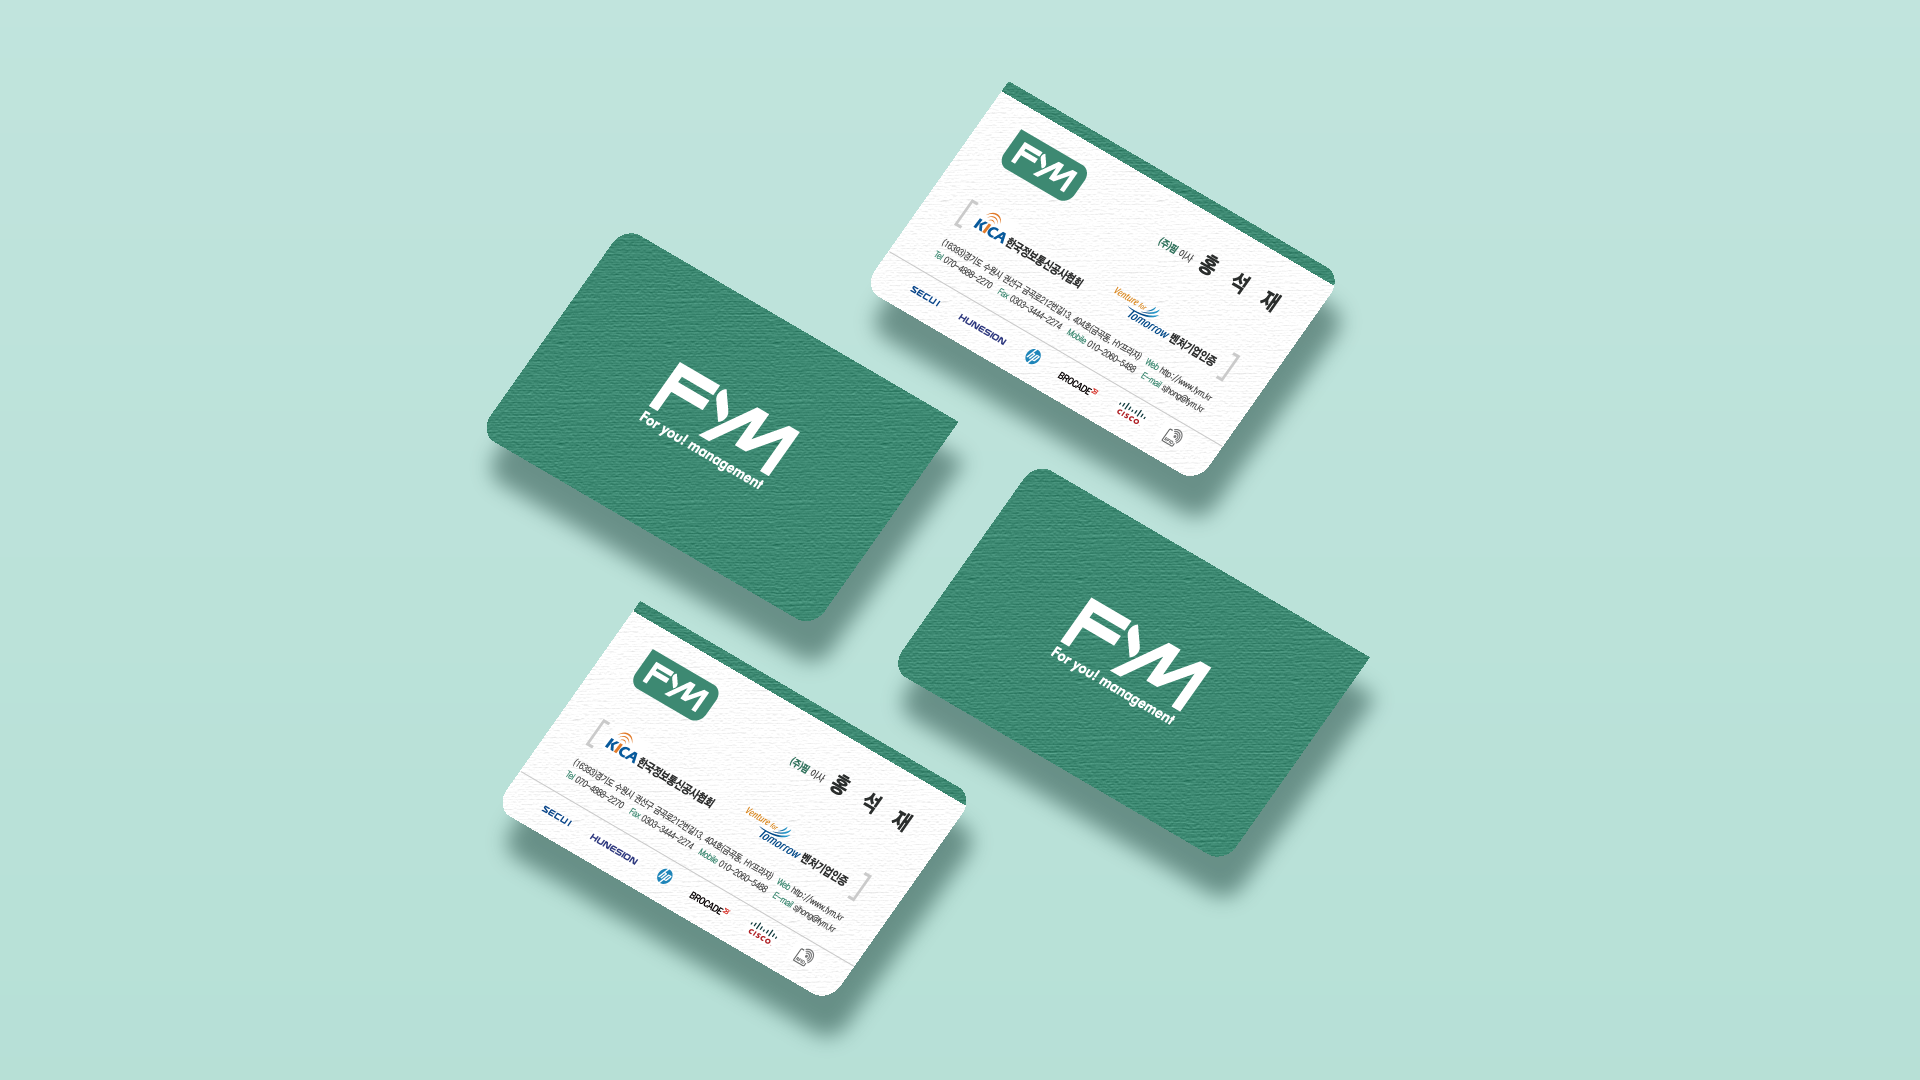 FYM
(주)핌 이사 홍 석 재
KICA 한국정보통신공사협회
Venture for Tomorrow 벤처기업인증
(16393)경기도 수원시 권선구 금곡로212번길13, 404호(금곡동, HY프라자) Web http://www.fym.kr
Tel 070-4888-2270 Fax 0303-3444-2274 Mobile 010-2060-5488 E-mail sjhong@fym.kr
SECUI HUNESION hp BROCADE CISCO
FYM
For you! management
FYM
For you! management
FYM
(주)핌 이사 홍 석 재
KICA 한국정보통신공사협회
Venture for Tomorrow 벤처기업인증
(16393)경기도 수원시 권선구 금곡로212번길13, 404호(금곡동, HY프라자) Web http://www.fym.kr
Tel 070-4888-2270 Fax 0303-3444-2274 Mobile 010-2060-5488 E-mail sjhong@fym.kr
SECUI HUNESION hp BROCADE CISCO